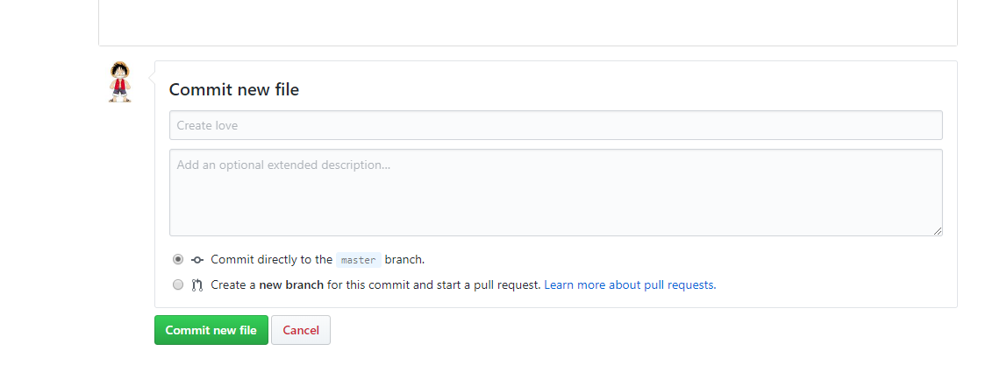 Commit new file
Create love
Add an optional extended description...
Commit directly to the master branch.
Create a new branch for this commit and start a pull request. Learn more about pull requests.
Commit new file
Cancel